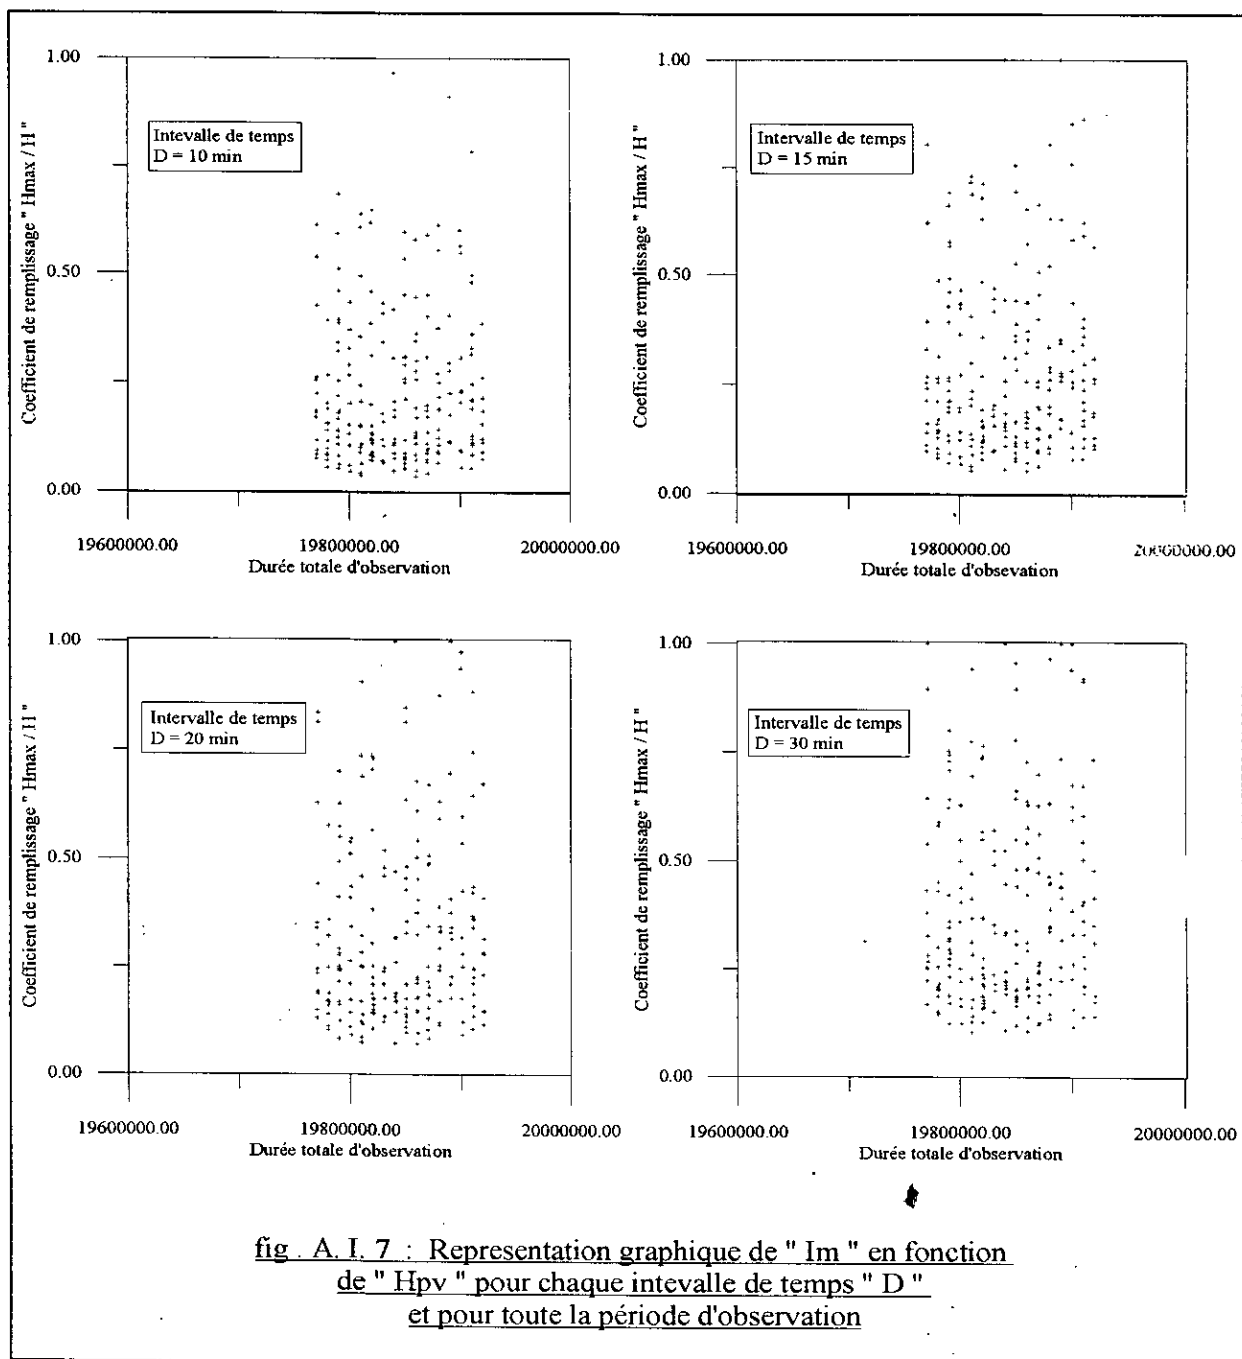 1.00
Coefficient de remplissage " Hmax / H "
Intevalle de temps
D = 10 min
0.50
0.00
19600000.00 19800000.00 20000000.00
Durée totale d'observation
1.00
Coefficient de remplissage " Hmax / H "
Intervalle de temps
D = 15 min
0.50
0.00
19600000.00 19800000.00 20000000.00
Durée totale d'obsevation
1.00
Coefficient de remplissage " Hmax / H "
Intervalle de temps
D = 20 min
0.50
0.00
19600000.00 19800000.00 20000000.00
Durée totale d'observation
1.00
Coefficient de remplissage " Hmax / H "
Intervalle de temps
D = 30 min
0.50
0.00
19600000.00 19800000.00 20000000.00
Durée totale d'observation
fig . A. I. 7 : Representation graphique de " Im " en fonction
de " Hpv " pour chaque intevalle de temps " D "
et pour toute la période d'observation